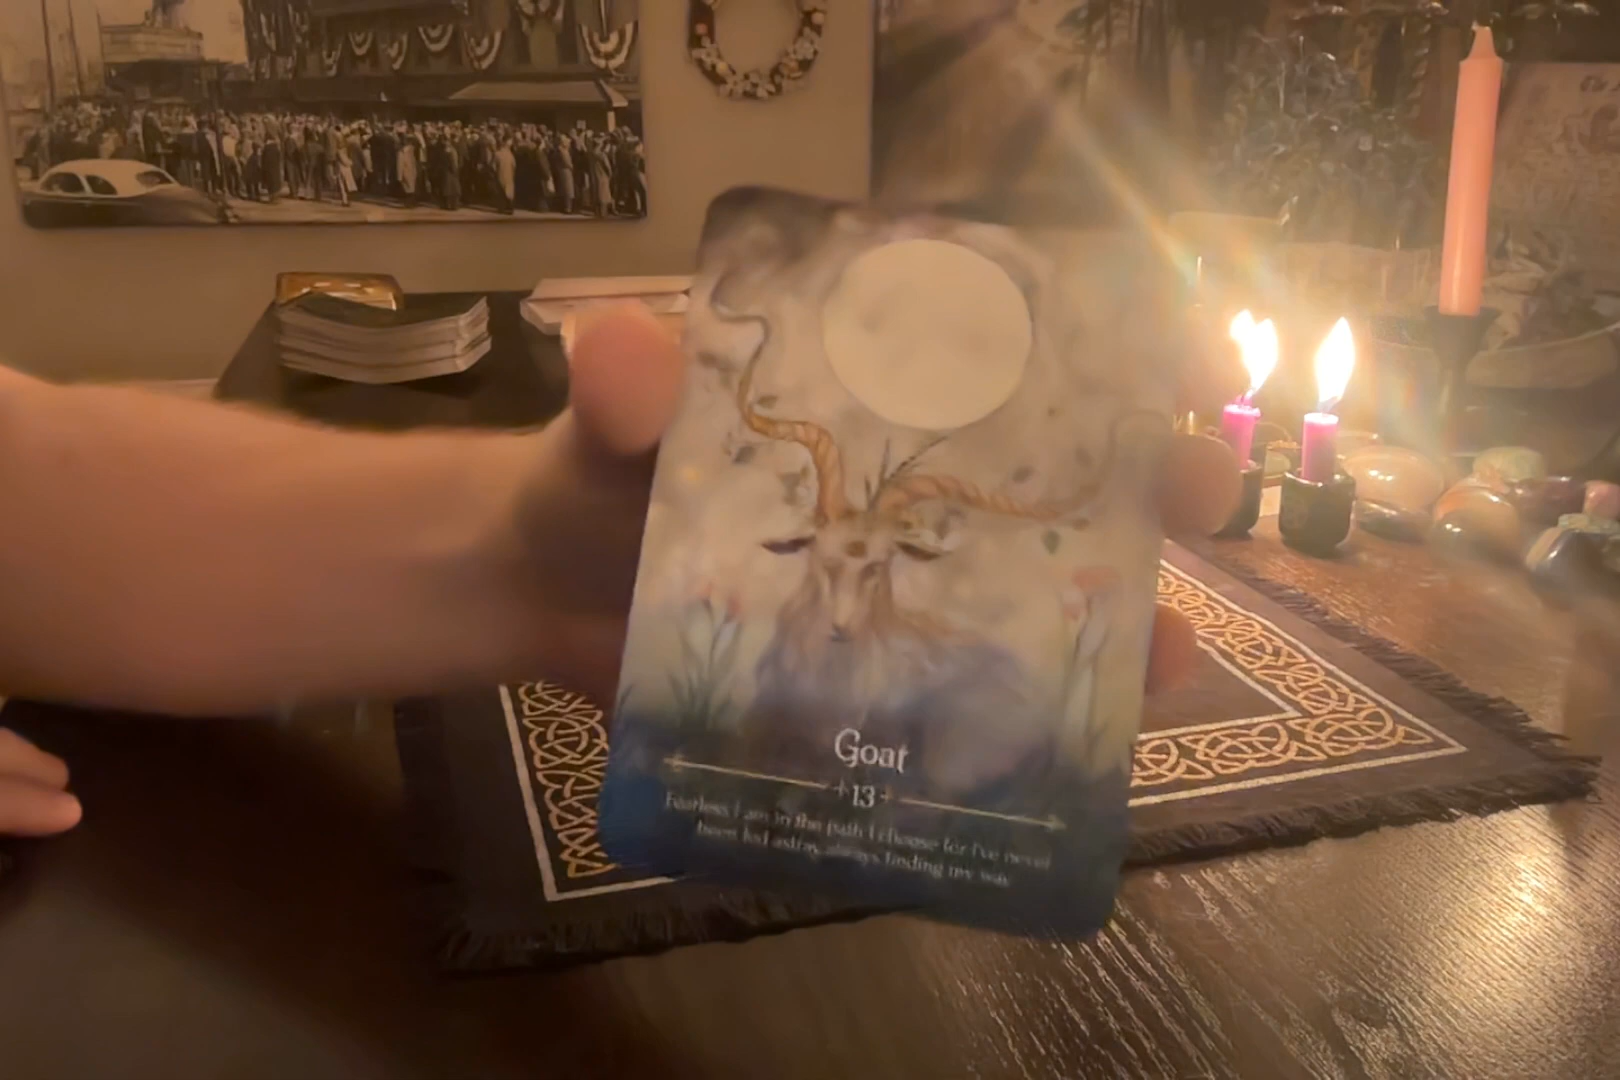 Goat
13
Fearless I am in the path I choose for I've never
been led astray, always finding my way